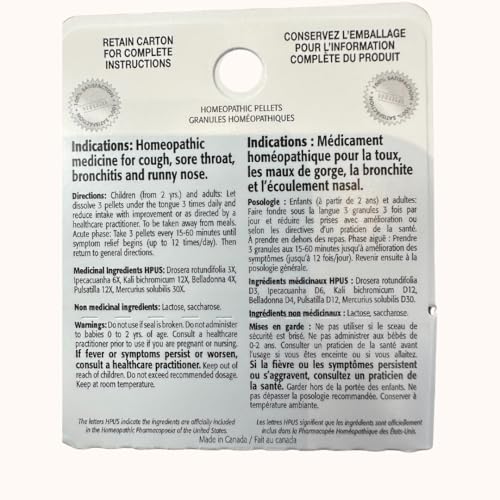 RETAIN CARTON
FOR COMPLETE
INSTRUCTIONS
CONSERVEZ L'EMBALLAGE
POUR L'INFORMATION
COMPLÈTE DU PRODUIT
HOMEOPATHIC PELLETS
GRANULES HOMÉOPATHIQUES
Indications: Homeopathic
medicine for cough, sore throat,
bronchitis and runny nose.
Directions: Children (from 2 yrs.) and adults: Let
dissolve 3 pellets under the tongue 3 times daily and
reduce intake with improvement or as directed by a
healthcare practitioner. To be taken away from meals.
Acute phase: Take 3 pellets every 15-60 minutes until
symptom relief begins (up to 12 times/day). Then
return to general directions.
Medicinal Ingredients HPUS: Drosera rotundifolia 3X,
Ipecacuanha 6X, Kali bichromicum 12X, Belladonna 4X,
Pulsatilla 12X, Mercurius solubilis 30X.
Non medicinal ingredients: Lactose, saccharose.
Warnings: Do not use if seal is broken. Do not administer
to babies 0 to 2 yrs. of age. Consult a healthcare
practitioner prior to use if you are pregnant or nursing.
If fever or symptoms persist or worsen,
consult a healthcare practitioner. Keep out of
reach of children. Do not exceed recommended dosage.
Keep at room temperature.
Indications : Médicament
homéopathique pour la toux,
les maux de gorge, la bronchite
et l'écoulement nasal.
Posologie : Enfants (à partir de 2 ans) et adultes:
Faire fondre sous la langue 3 granules 3 fois par
jour et réduire les prises avec amélioration ou
selon les directives d'un praticien de la santé.
A prendre en dehors des repas. Phase aiguë : Prendre
3 granules aux 15-60 minutes jusqu'à amélioration des
symptômes (jusqu'à 12 fois/jour). Revenir ensuite à la
posologie générale.
Ingrédients médicinaux HPUS : Drosera rotundifolia
D3, Ipecacuanha D6, Kali bichromicum D12,
Belladonna D4, Pulsatilla D12, Mercurius solubilis D30.
Ingrédients non médicinaux : Lactose, saccharose.
Mises en garde : Ne pas utiliser si le sceau de
sécurité est brisé. Ne pas administrer aux bébés de
0-2 ans. Consulter un praticien de la santé avant
l'usage si vous êtes enceinte ou si vous allaitez.
Si la fièvre ou les symptômes persistent
ou s'aggravent, consultez un praticien de
la santé. Garder hors de la portée des enfants. Ne
pas dépasser la posologie recommandée. Conserver à
température ambiante.
The letters HPUS indicate the ingredients are officially included
in the Homeopathic Pharmacopoeia of the United States.
Les lettres HPUS signifient que les ingrédients sont officiellement
inclus dans la Pharmacopée Homéopathique des États-Unis.
Made in Canada / Fait au canada